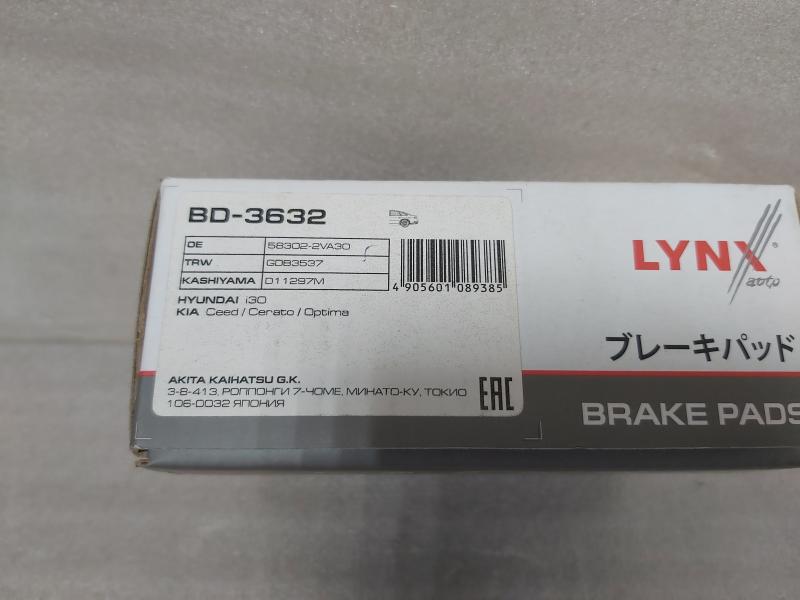 BD-3632
OE 58302-2VA30
TRW GDB3537
KASHIYAMA D11297M
4 905601 089385
HYUNDAI i30
KIA Ceed / Cerato / Optima
AKITA KAIHATSU G.K.
3-8-413, РОППОНГИ 7-ЧОМЕ, МИНАТО-КУ, ТОКИО
106-0032 ЯПОНИЯ
EAC
LYNX®
auto
ブレーキパッド
BRAKE PADS